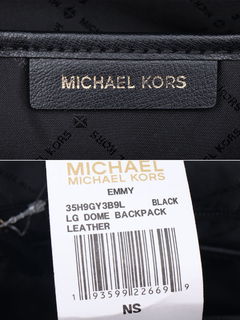 MICHAEL KORS
MICHAEL
MICHAEL KORS
EMMY
35H9GY3B9L BLACK
LG DOME BACKPACK
LEATHER
1 93599 22669 9
NS